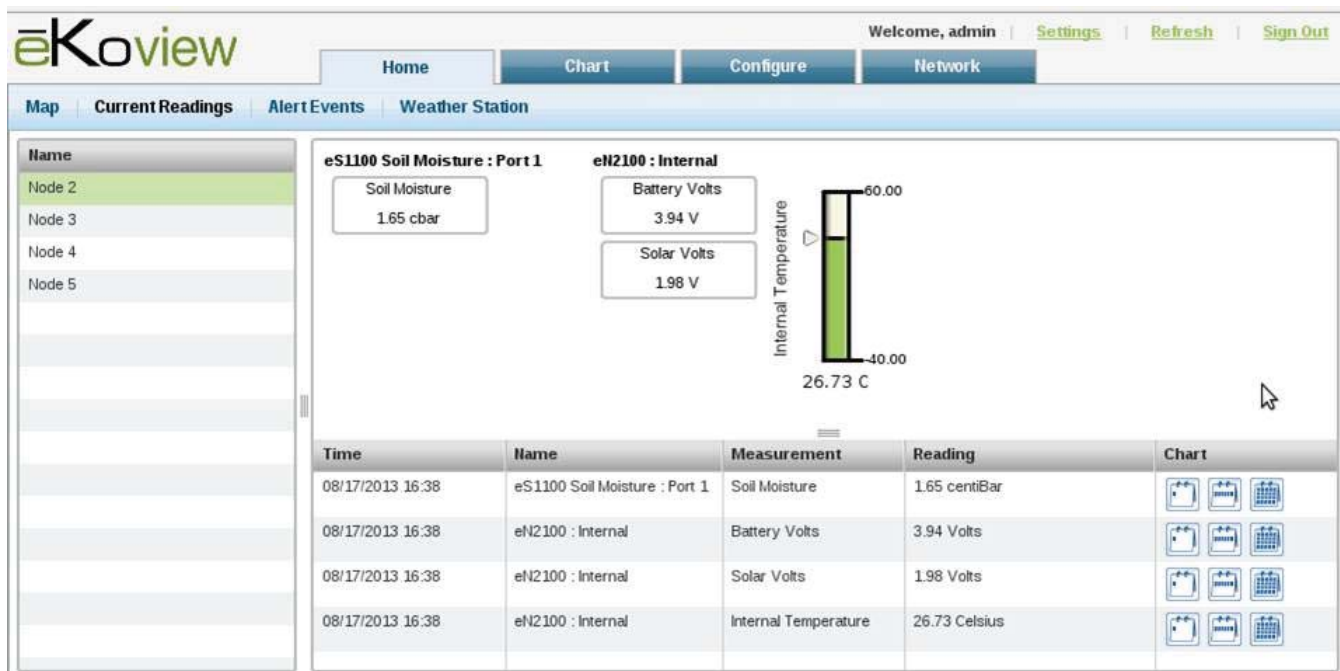 ēKoview
Welcome, admin | Settings | Refresh | Sign Out
Home Chart Configure Network
Map | Current Readings | Alert Events | Weather Station
Name
Node 2
Node 3
Node 4
Node 5
eS1100 Soil Moisture : Port 1
Soil Moisture
1.65 cbar
eN2100 : Internal
Battery Volts
3.94 V
Solar Volts
1.98 V
Internal Temperature
60.00
-40.00
26.73 C
Time Name Measurement Reading Chart
08/17/2013 16:38 eS1100 Soil Moisture : Port 1 Soil Moisture 1.65 centiBar
08/17/2013 16:38 eN2100 : Internal Battery Volts 3.94 Volts
08/17/2013 16:38 eN2100 : Internal Solar Volts 1.98 Volts
08/17/2013 16:38 eN2100 : Internal Internal Temperature 26.73 Celsius